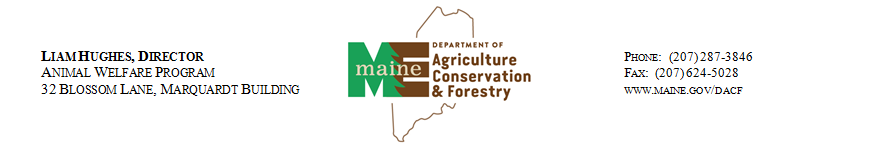 LIAM HUGHES, DIRECTOR
ANIMAL WELFARE PROGRAM
32 BLOSSOM LANE, MARQUARDT BUILDING
maine
DEPARTMENT OF
Agriculture
Conservation
& Forestry
PHONE: (207) 287-3846
FAX: (207) 624-5028
WWW.MAINE.GOV/DACF